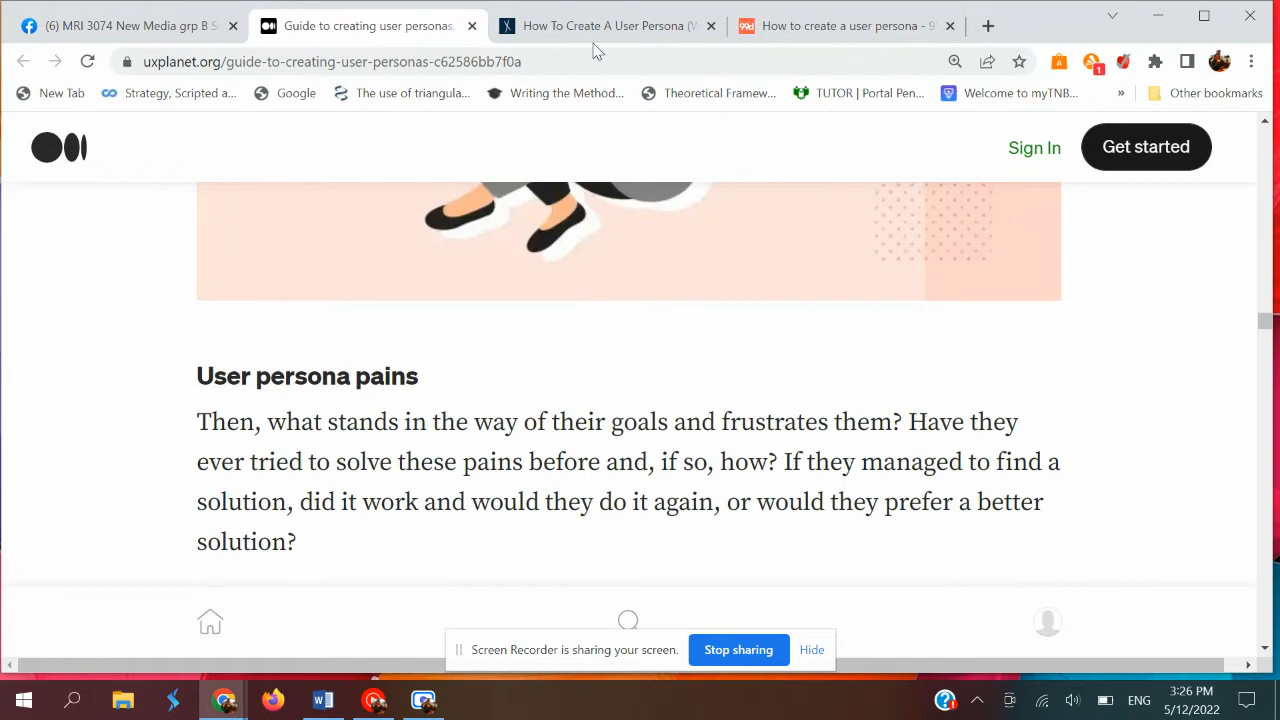 (6) MRI 3074 New Media grp B S
Guide to creating user personas.
How To Create A User Persona (W
99d
How to create a user persona - 9
uxplanet.org/guide-to-creating-user-personas-c62586bb7f0a
A
1
New Tab
Strategy, Scripted a...
Google
The use of triangula...
Writing the Method...
Theoretical Framew...
TUTOR | Portal Pen...
Welcome to myTNB...
»
Other bookmarks
Sign In
Get started
User persona pains
Then, what stands in the way of their goals and frustrates them? Have they
ever tried to solve these pains before and, if so, how? If they managed to find a
solution, did it work and would they do it again, or would they prefer a better
solution?
Screen Recorder is sharing your screen.
Stop sharing
Hide
ENG
3:26 PM
5/12/2022